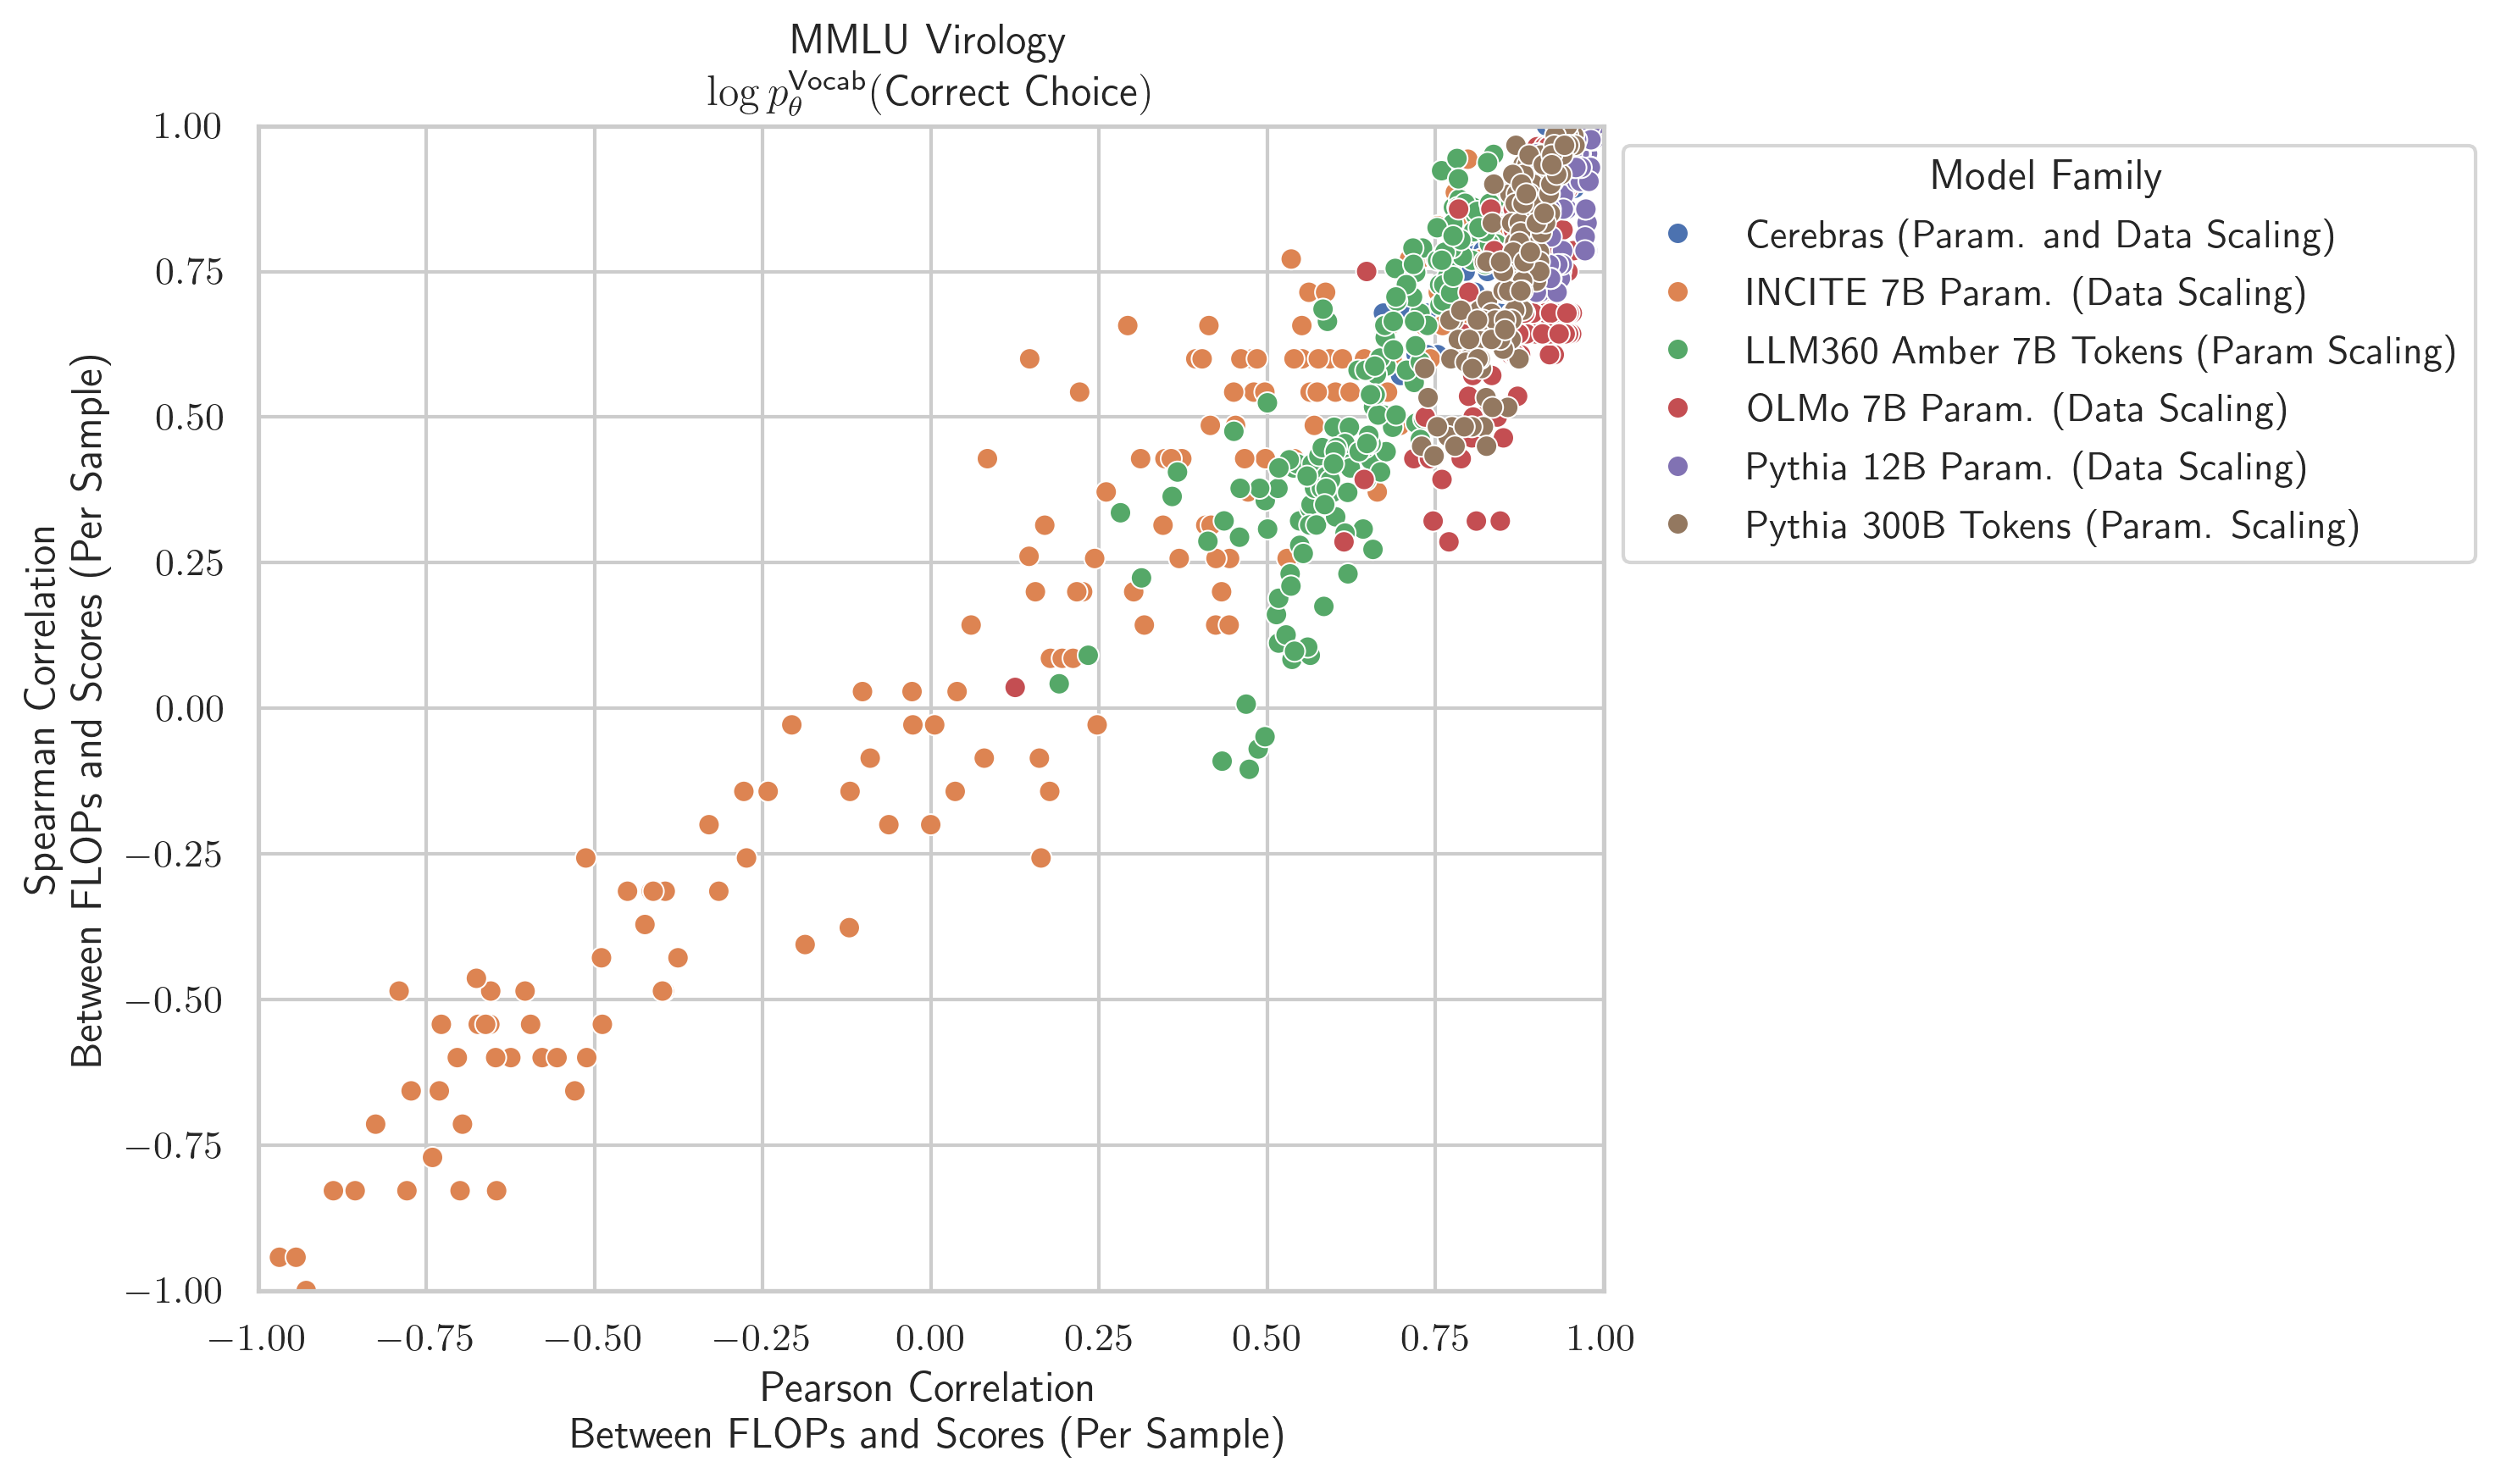 MMLU Virology
log p_θ^Vocab(Correct Choice)
Spearman Correlation
Between FLOPs and Scores (Per Sample)
1.00
0.75
0.50
0.25
0.00
−0.25
−0.50
−0.75
−1.00
−1.00 −0.75 −0.50 −0.25 0.00 0.25 0.50 0.75 1.00
Pearson Correlation
Between FLOPs and Scores (Per Sample)
Model Family
Cerebras (Param. and Data Scaling)
INCITE 7B Param. (Data Scaling)
LLM360 Amber 7B Tokens (Param Scaling)
OLMo 7B Param. (Data Scaling)
Pythia 12B Param. (Data Scaling)
Pythia 300B Tokens (Param. Scaling)